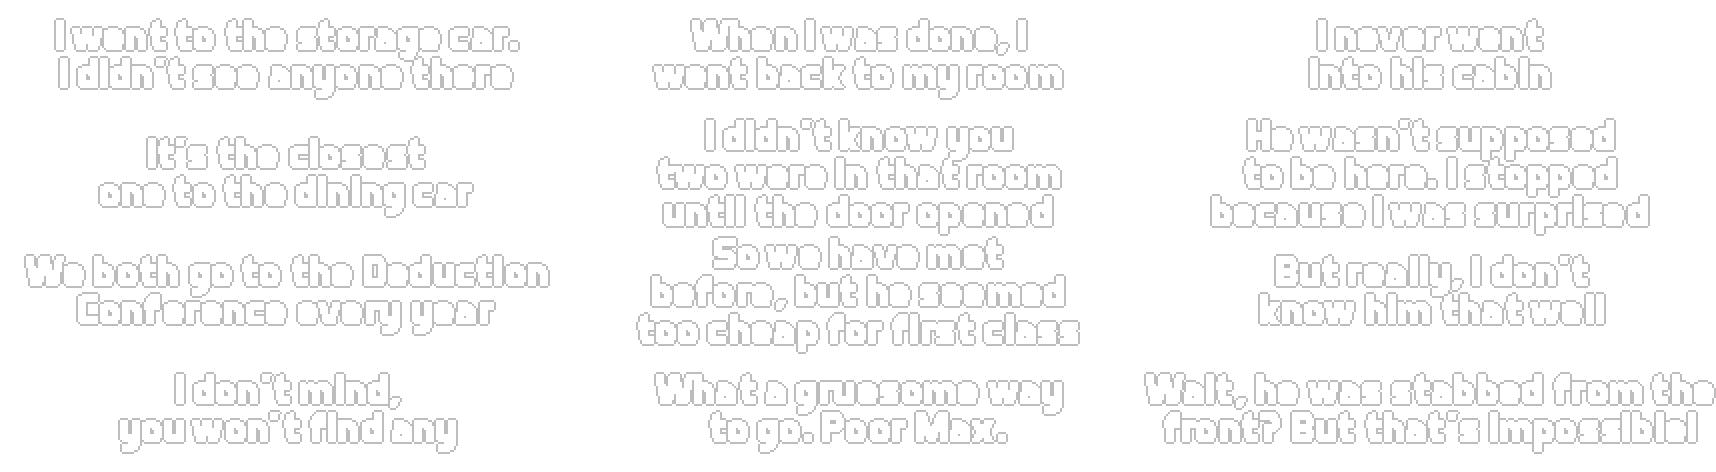 I went to the storage car.
I didn't see anyone there
It's the closest
one to the dining car
We both go to the Deduction
Conference every year
I don't mind,
you won't find any
When I was done, I
went back to my room
I didn't know you
two were in that room
until the door opened
So we have met
before, but he seemed
too cheap for first class
What a gruesome way
to go. Poor Max.
I never went
into his cabin
He wasn't supposed
to be here. I stopped
because I was surprised
But really, I don't
know him that well
Wait, he was stabbed from the
front? But that's impossible!